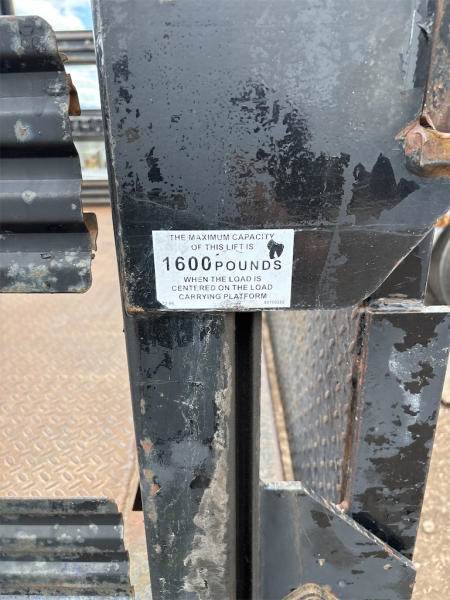 THE MAXIMUM CAPACITY
OF THIS LIFT IS
1600 POUNDS
WHEN THE LOAD IS
CENTERED ON THE LOAD
CARRYING PLATFORM